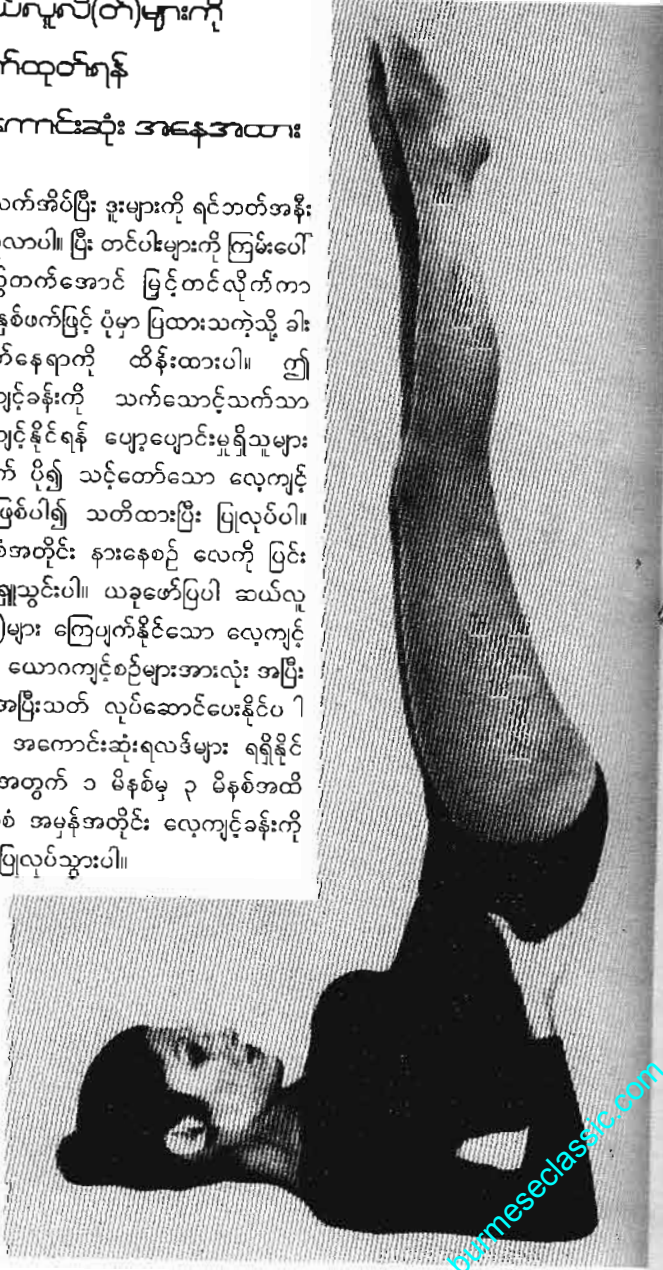 ယ်လူလိ(တ်)များကို
က်ထုတ်ရန်
ကောင်းဆုံး အနေအထား
သက်အိပ်ပြီး ဒူးများကို ရင်ဘတ်အနီး
လာပါ။ ပြီး တင်ပါးများကို ကြမ်းပေါ်
တက်အောင် မြှင့်တင်လိုက်ကာ
နှစ်ဖက်ဖြင့် ပုံမှာ ပြထားသကဲ့သို့ ခါး
က်နေရာကို ထိန်းထားပါ။ ဤ
ကျင့်ခန်းကို သက်သောင့်သက်သာ
ကျင့်နိုင်ရန် ပျော့ပျောင်းမှုရှိသူများ
က် ပို၍ သင့်တော်သော လေ့ကျင့်
ဖြစ်ပါ၍ သတိထားပြီး ပြုလုပ်ပါ။
စံအတိုင်း နားနေစဉ် လေကို ပြင်း
ရှူသွင်းပါ။ ယခုဖော်ပြပါ ဆယ်လူ
)များ ကြေပျက်နိုင်သော လေ့ကျင့်
ယောဂကျင့်စဉ်များအားလုံး အပြီး
အပြီးသတ် လုပ်ဆောင်ပေးနိုင်ပ ါ
အကောင်းဆုံးရလဒ်များ ရရှိနိုင်
အတွက် ၁ မိနစ်မှ ၃ မိနစ်အထိ
စံ အမှန်အတိုင်း လေ့ကျင့်ခန်းကို
ပြုလုပ်သွားပါ။
burmeseclassic.com